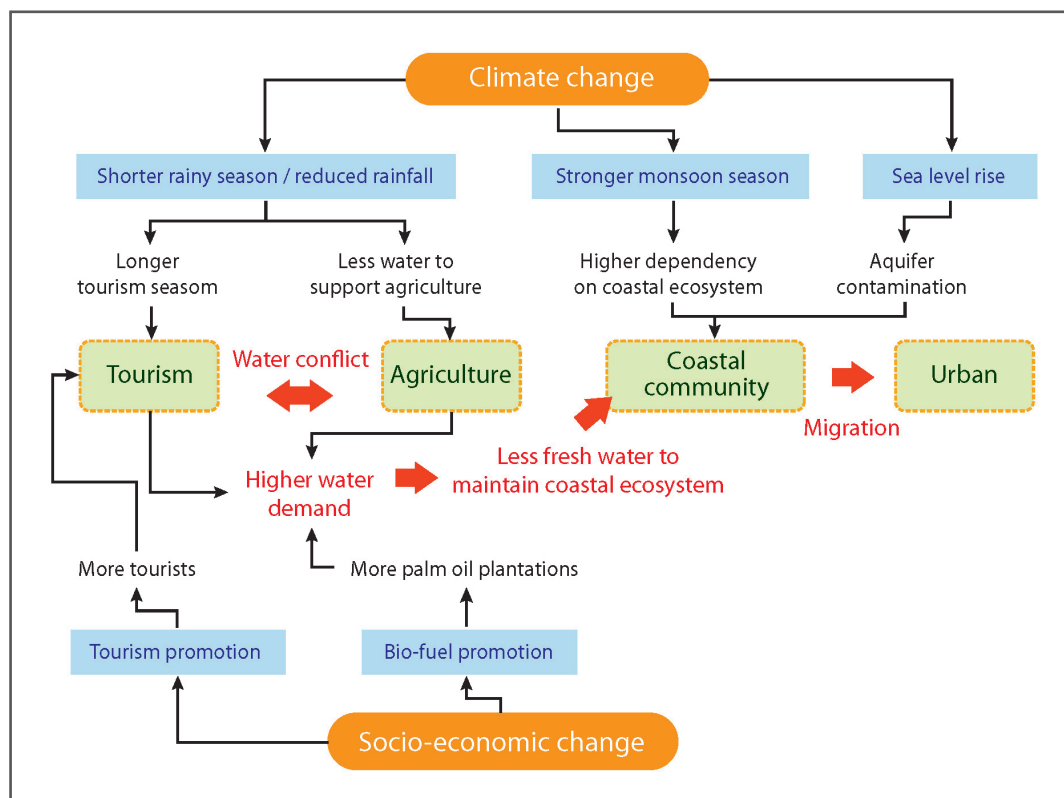 Climate change
Shorter rainy season / reduced rainfall
Stronger monsoon season
Sea level rise
Longer
tourism seasom
Less water to
support agriculture
Higher dependency
on coastal ecosystem
Aquifer
contamination
Tourism
Water conflict
Agriculture
Coastal
community
Urban
Migration
Higher water
demand
Less fresh water to
maintain coastal ecosystem
More tourists
More palm oil plantations
Tourism promotion
Bio-fuel promotion
Socio-economic change